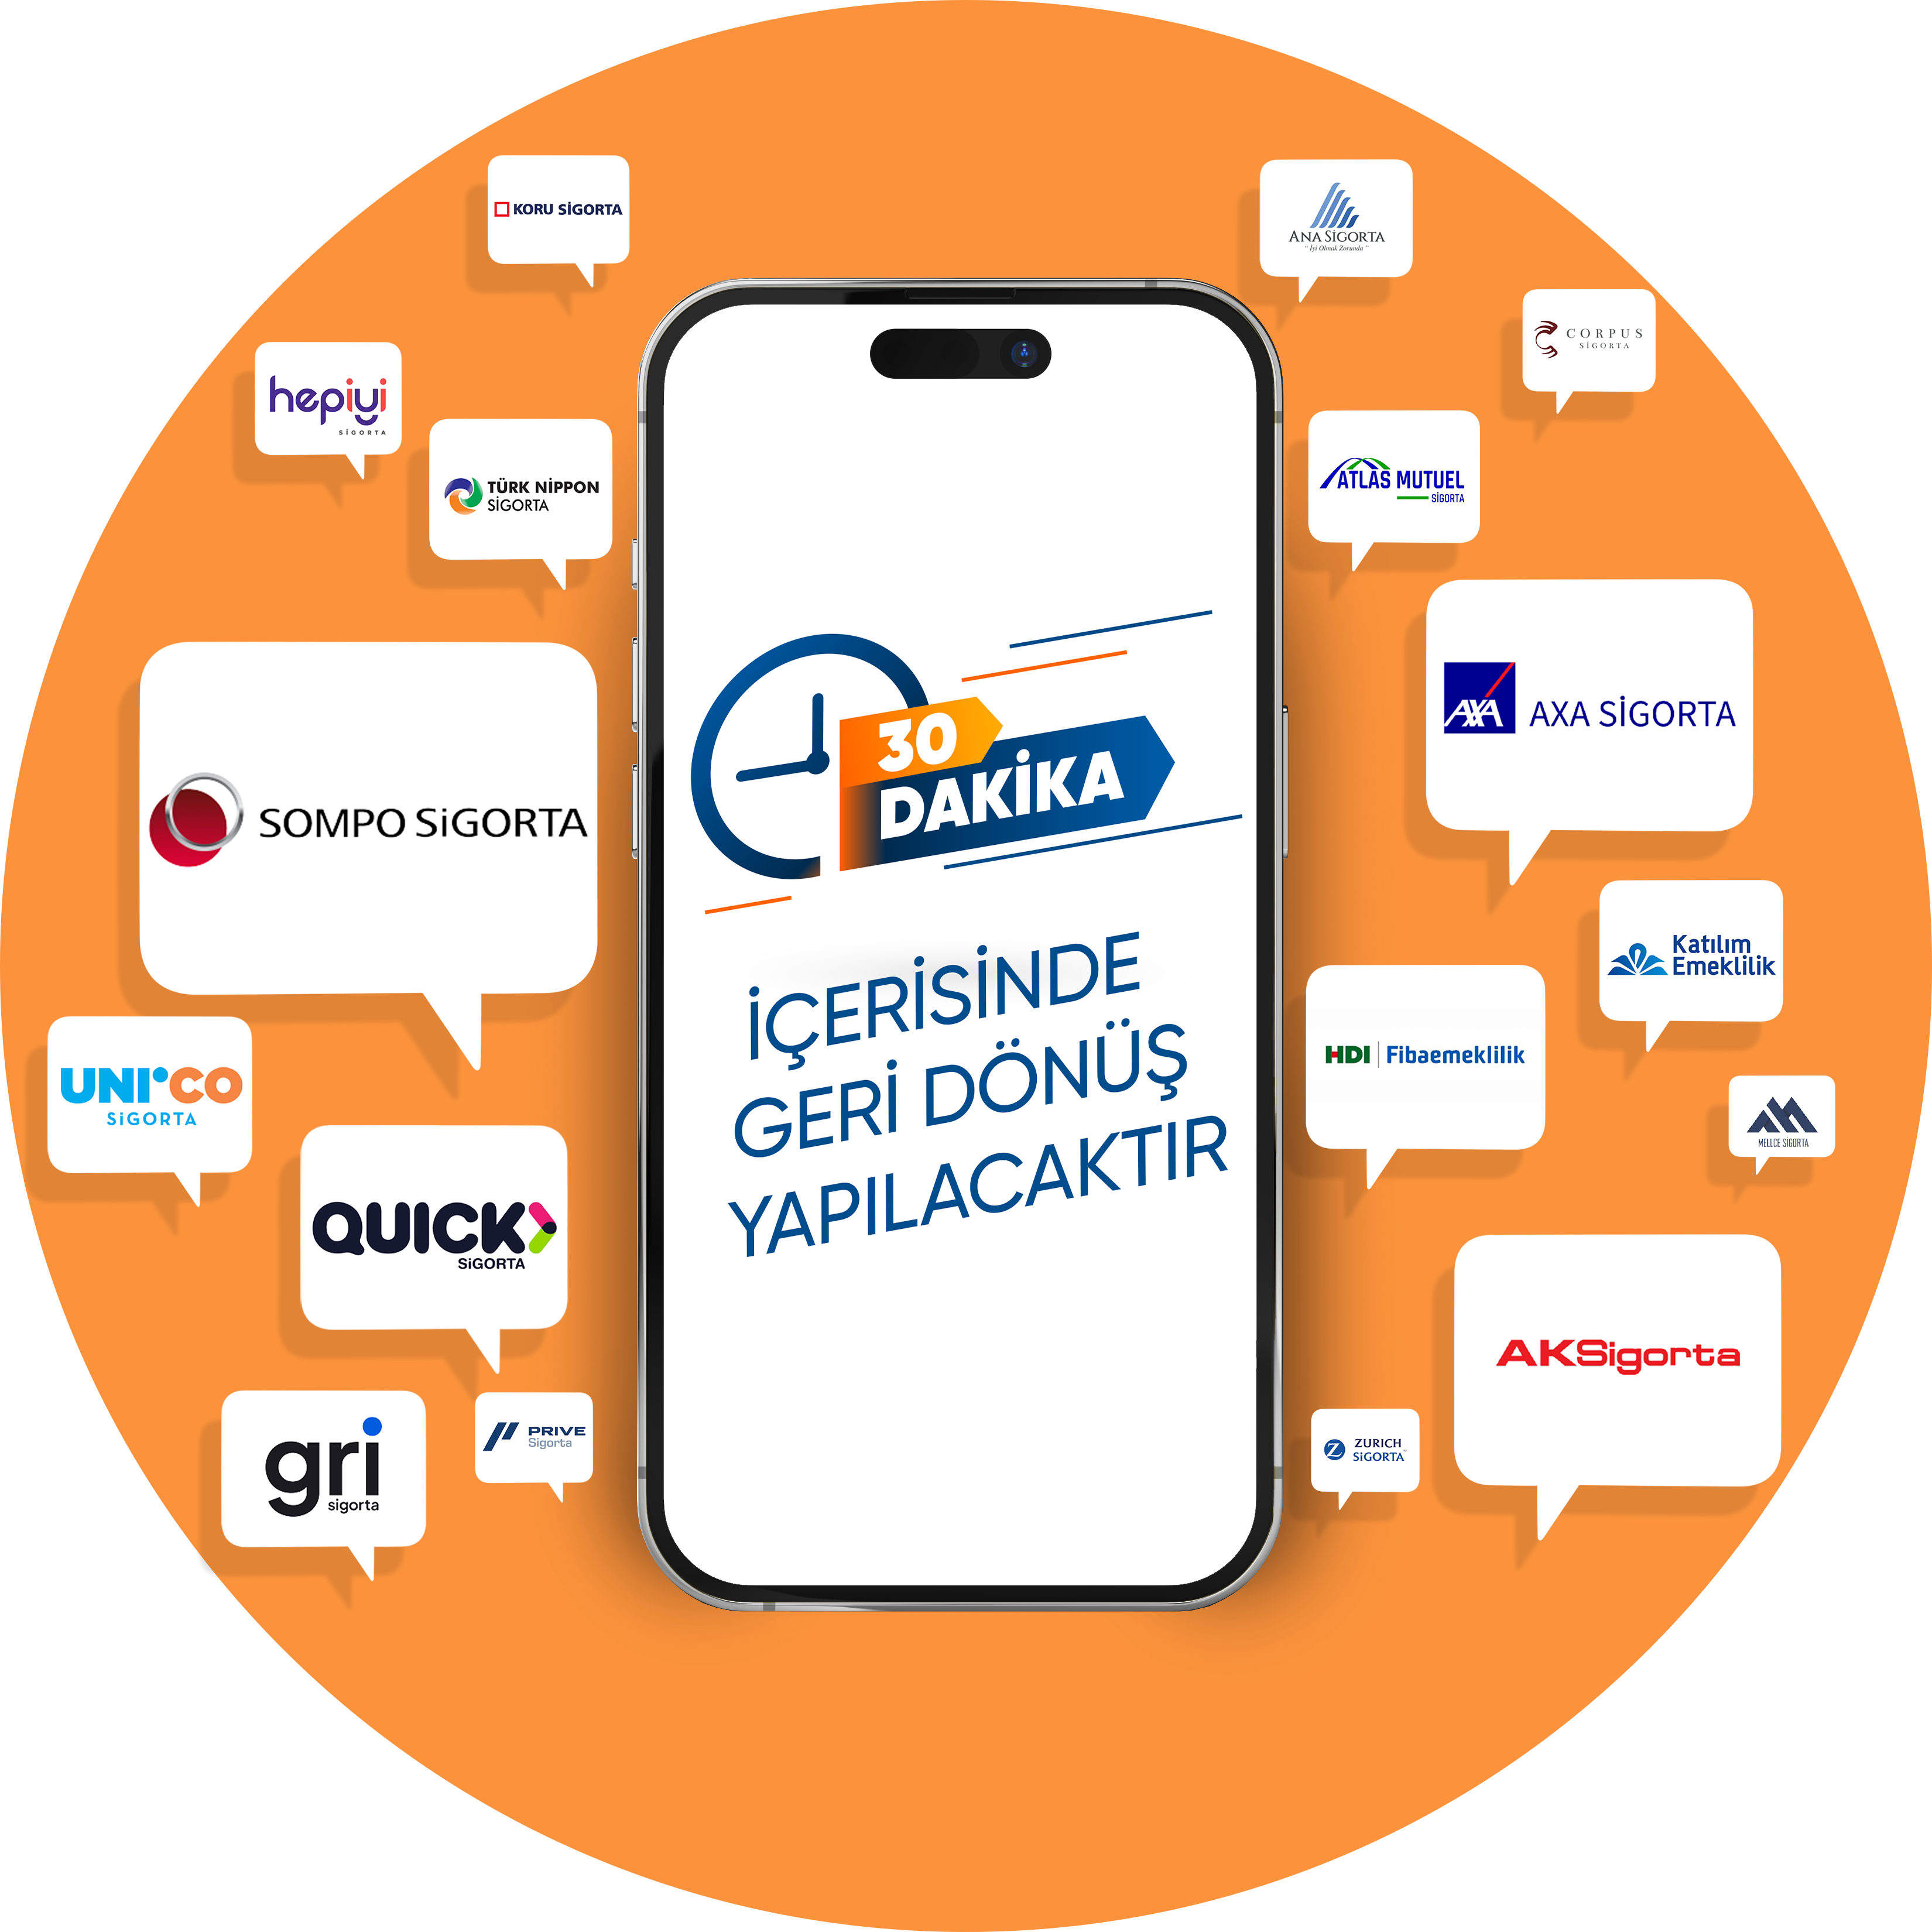 KORU SİGORTA
ANA SİGORTA
" İyi Olmak Zorunda "
CORPUS
SİGORTA
hepiyi
SİGORTA
TÜRK NİPPON
SİGORTA
ATLAS MUTUEL
SİGORTA
AXA
AXA SİGORTA
SOMPO SİGORTA
30
DAKİKA
İÇERİSİNDE
GERİ DÖNÜŞ
YAPILACAKTIR
Katılım
Emeklilik
HDI | Fibaemeklilik
UNICO
SİGORTA
MELLCE SIGORTA
QUICK
SİGORTA
AKSigorta
gri
sigorta
PRIVE
Sigorta
Z
ZURICH
SİGORTA